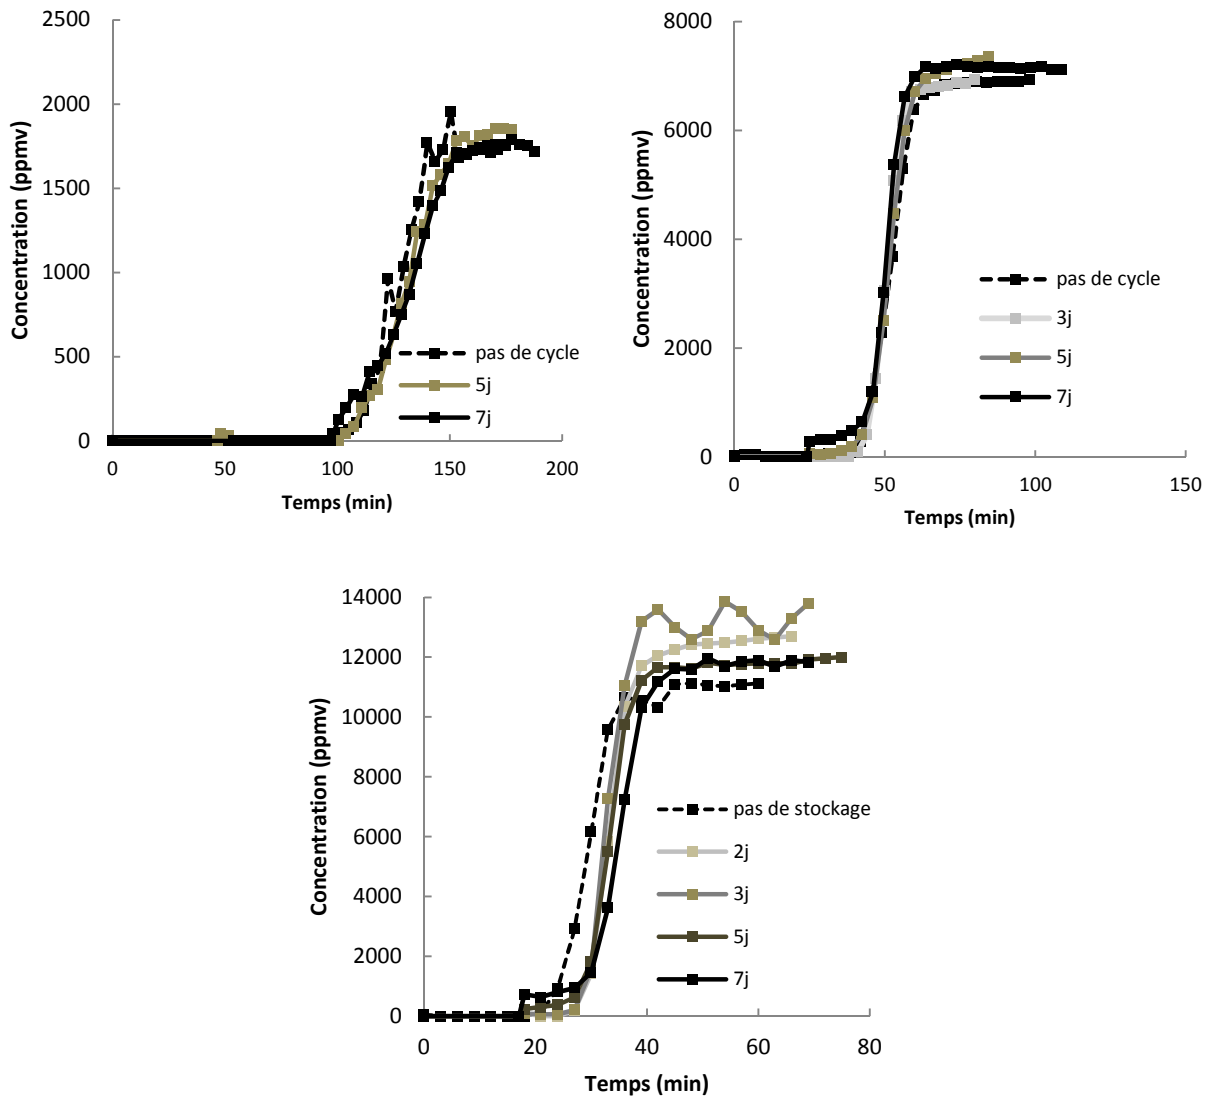 2500
2000
1500
1000
500
0
0
50
100
150
200
Concentration (ppmv)
Temps (min)
pas de cycle
5j
7j
8000
6000
4000
2000
0
0
50
100
150
Concentration (ppmv)
Temps (min)
pas de cycle
3j
5j
7j
14000
12000
10000
8000
6000
4000
2000
0
0
20
40
60
80
Concentration (ppmv)
Temps (min)
pas de stockage
2j
3j
5j
7j